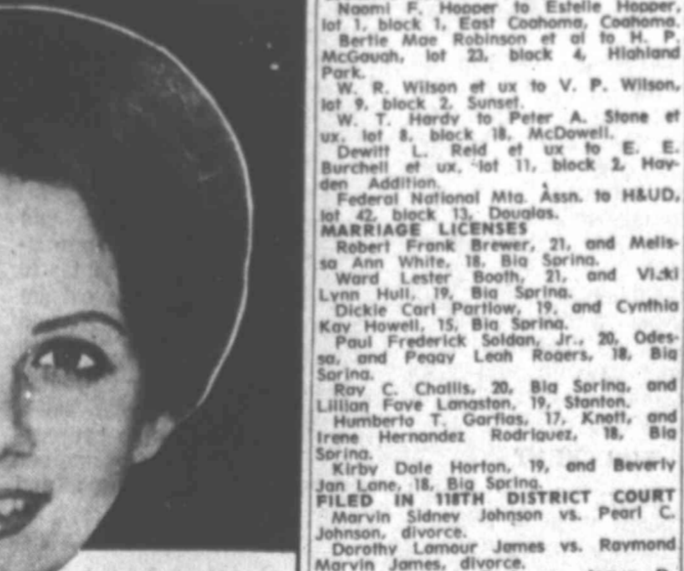 Naomi F. Hopper to Estelle Hopper,
lot 1, block 1, East Coahoma, Coahoma.
Bertie Mae Robinson et al to H. P.
McGaugh, lot 23, block 4, Highland
Park.
W. R. Wilson et ux to V. P. Wilson,
lot 9, block 2, Sunset.
W. T. Hardy to Peter A. Stone et
ux, lot 8, block 18, McDowell.
Dewitt L. Reid et ux to E. E.
Burchell et ux, lot 11, block 2, Hay-
den Addition.
Federal National Mtg. Assn. to H&UD,
lot 42, block 13, Douglas.
MARRIAGE LICENSES
Robert Frank Brewer, 21, and Melis-
sa Ann White, 18, Big Spring.
Ward Lester Booth, 21, and Vicki
Lynn Hull, 19, Big Spring.
Dickie Carl Partlow, 19, and Cynthia
Kay Howell, 15, Big Spring.
Paul Frederick Soldan, Jr., 20, Odes-
sa, and Peggy Leah Rogers, 18, Big
Spring.
Ray C. Challis, 20, Big Spring, and
Lillian Faye Langston, 19, Stanton.
Humberto T. Garfias, 17, Knott, and
Irene Hernandez Rodriguez, 18, Big
Spring.
Kirby Dale Horton, 19, and Beverly
Jan Lane, 18, Big Spring.
FILED IN 118TH DISTRICT COURT
Marvin Sidney Johnson vs. Pearl C.
Johnson, divorce.
Dorothy Lamour James vs. Raymond
Marvin James, divorce.